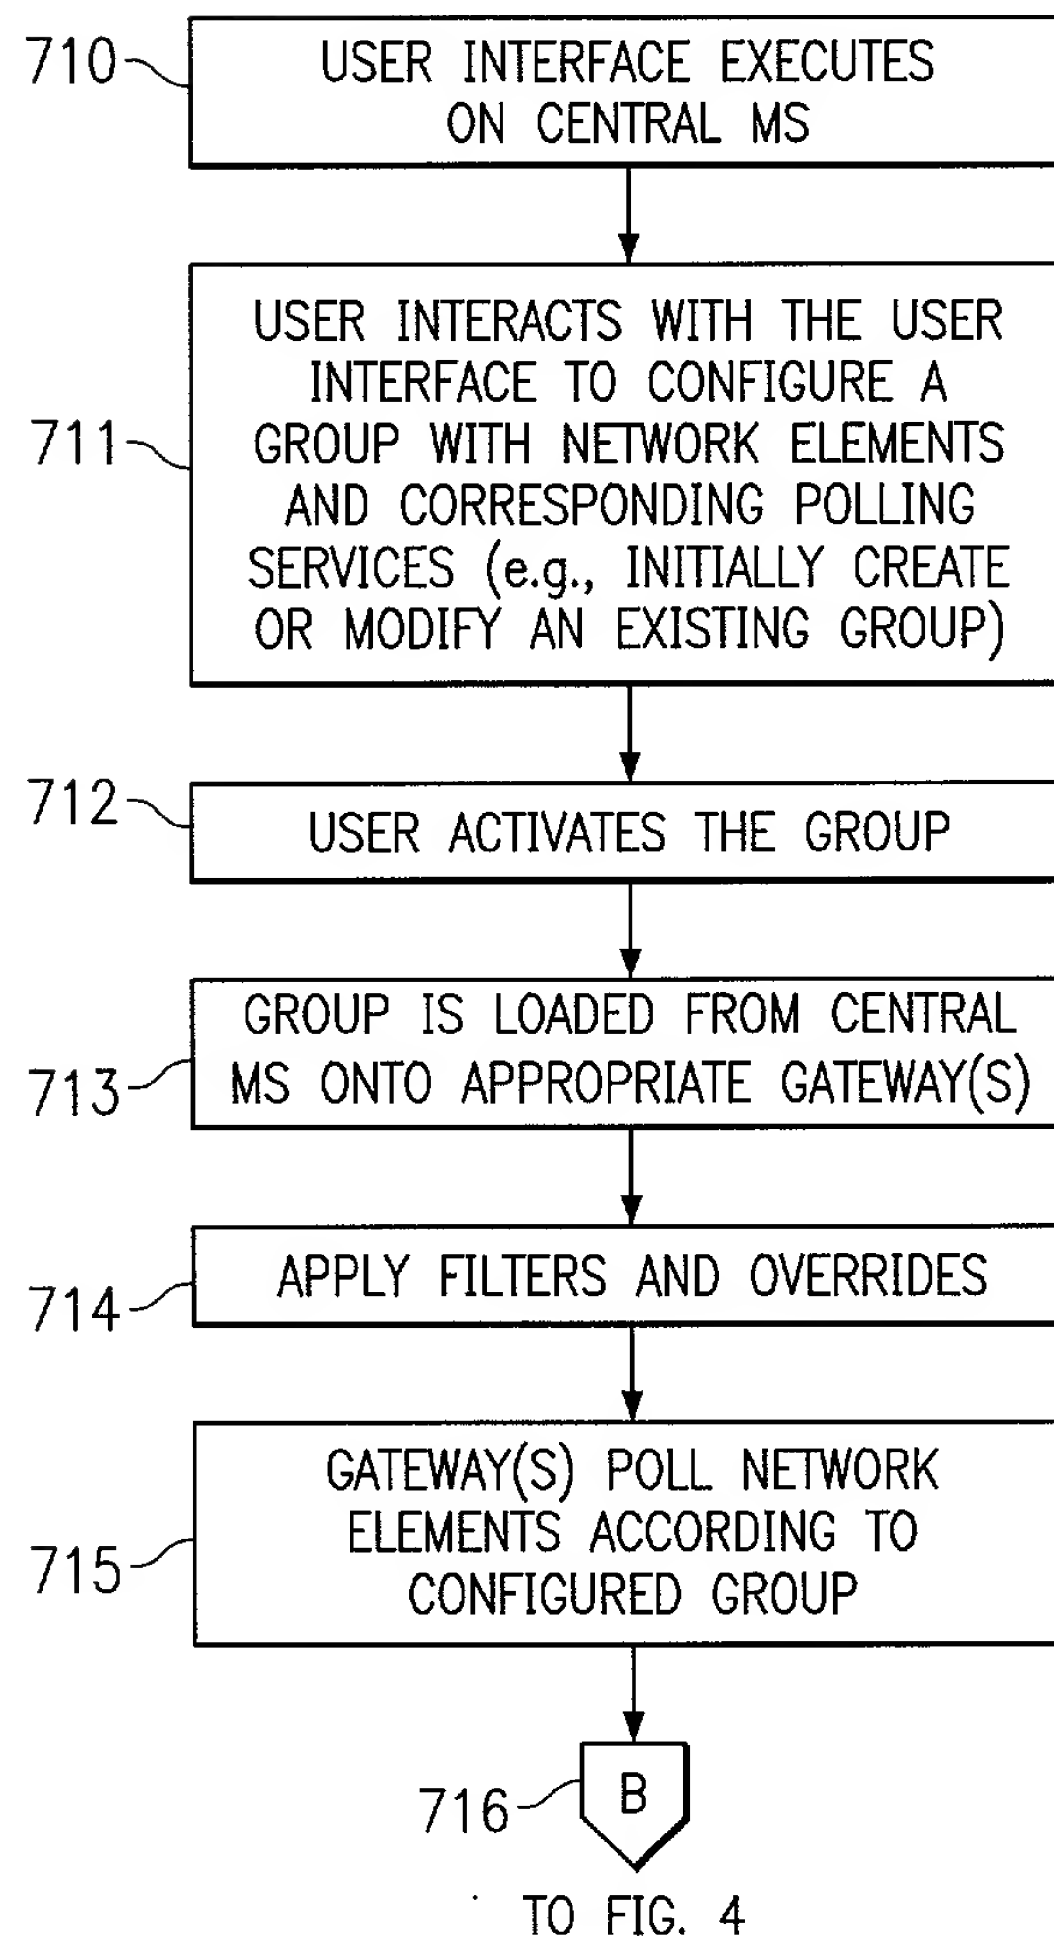 710
USER INTERFACE EXECUTES
ON CENTRAL MS
711
USER INTERACTS WITH THE USER
INTERFACE TO CONFIGURE A
GROUP WITH NETWORK ELEMENTS
AND CORRESPONDING POLLING
SERVICES (e.g., INITIALLY CREATE
OR MODIFY AN EXISTING GROUP)
712
USER ACTIVATES THE GROUP
713
GROUP IS LOADED FROM CENTRAL
MS ONTO APPROPRIATE GATEWAY(S)
714
APPLY FILTERS AND OVERRIDES
715
GATEWAY(S) POLL NETWORK
ELEMENTS ACCORDING TO
CONFIGURED GROUP
716
B
TO FIG. 4